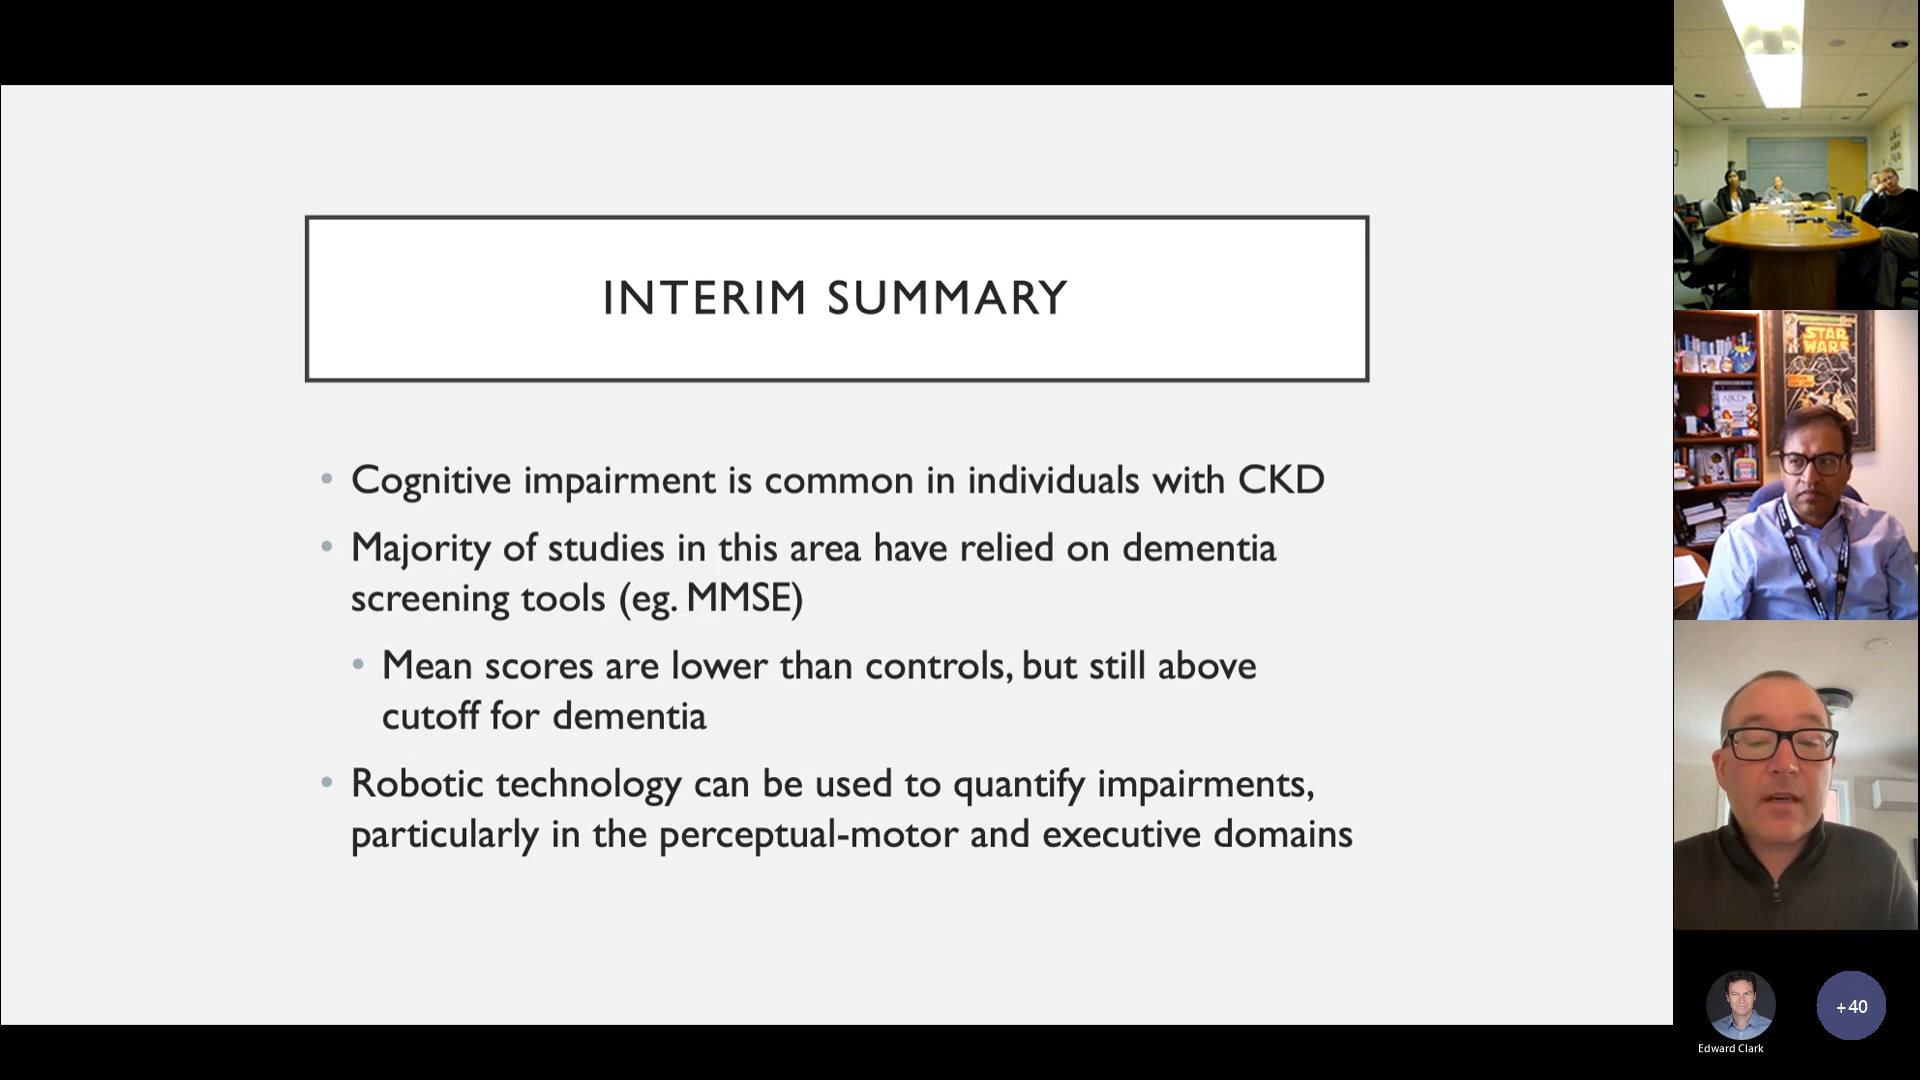 INTERIM SUMMARY
• Cognitive impairment is common in individuals with CKD
• Majority of studies in this area have relied on dementia
screening tools (eg. MMSE)
• Mean scores are lower than controls, but still above
cutoff for dementia
• Robotic technology can be used to quantify impairments,
particularly in the perceptual-motor and executive domains
STAR
WARS
AJKD
Edward Clark
+40